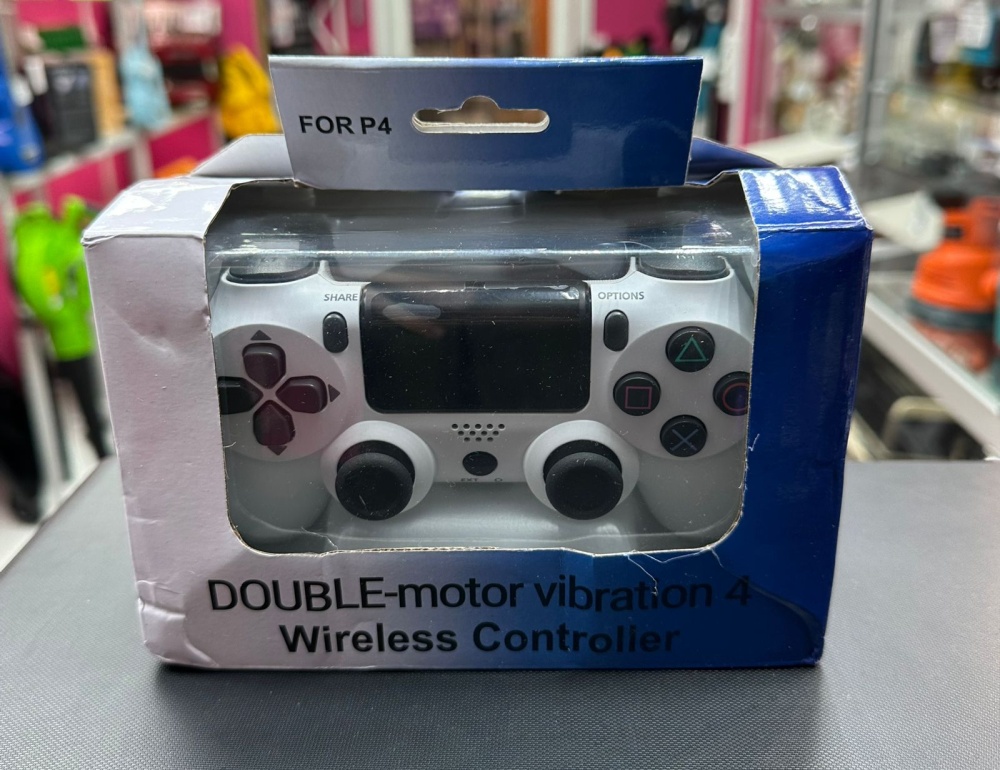 FOR P4
SHARE
OPTIONS
DOUBLE-motor vibration 4
Wireless Controller